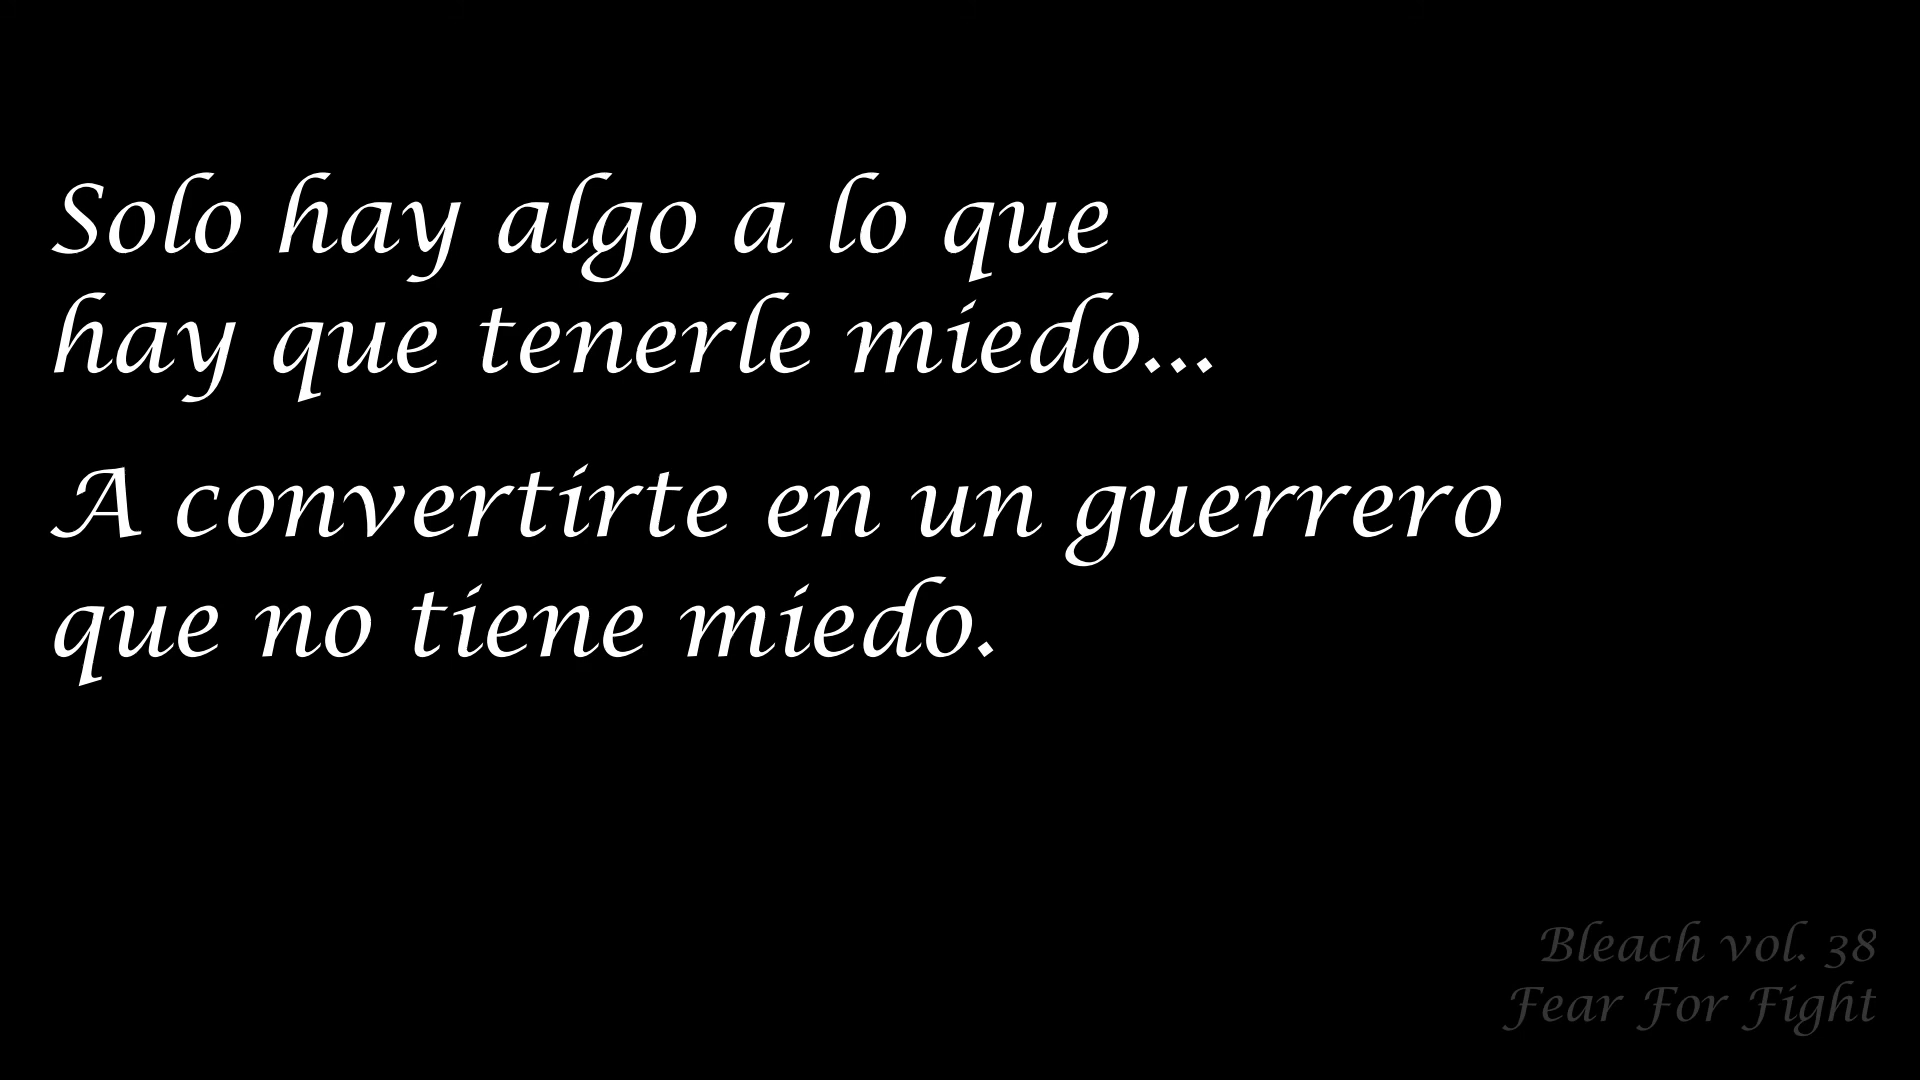 Solo hay algo a lo que
hay que tenerle miedo...
A convertirte en un guerrero
que no tiene miedo.
Bleach vol. 38
Fear For Fight